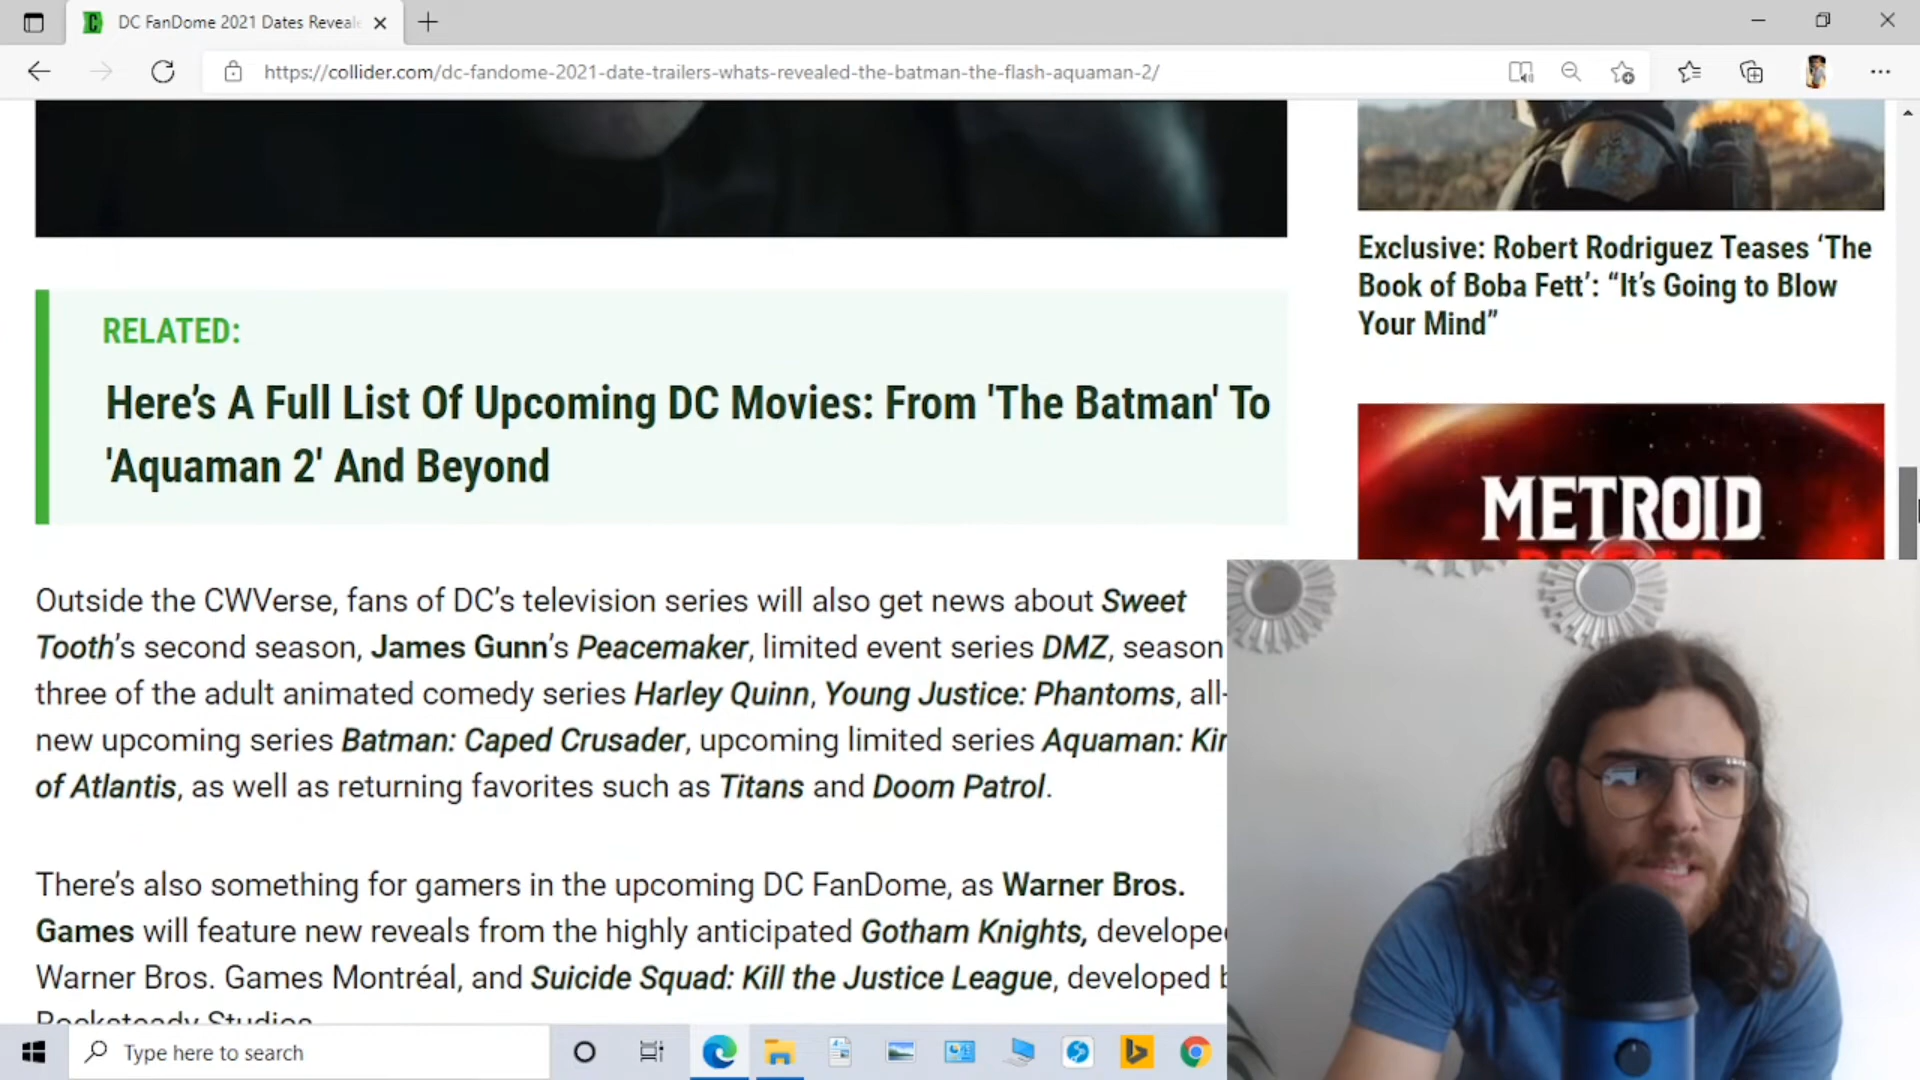 DC FanDome 2021 Dates Reveal
https://collider.com/dc-fandome-2021-date-trailers-whats-revealed-the-batman-the-flash-aquaman-2/
RELATED:
Here’s A Full List Of Upcoming DC Movies: From 'The Batman' To
'Aquaman 2' And Beyond
Outside the CWVerse, fans of DC’s television series will also get news about Sweet
Tooth’s second season, James Gunn’s Peacemaker, limited event series DMZ, season
three of the adult animated comedy series Harley Quinn, Young Justice: Phantoms, all-
new upcoming series Batman: Caped Crusader, upcoming limited series Aquaman:
of Atlantis, as well as returning favorites such as Titans and Doom Patrol.
There’s also something for gamers in the upcoming DC FanDome, as Warner Bros.
Games will feature new reveals from the highly anticipated Gotham Knights,
Warner Bros. Games Montréal, and Suicide Squad: Kill the Justice League, developed
Rocksteady Studios
Exclusive: Robert Rodriguez Teases ‘The
Book of Boba Fett’: “It’s Going to Blow
Your Mind”
METROID
Type here to search